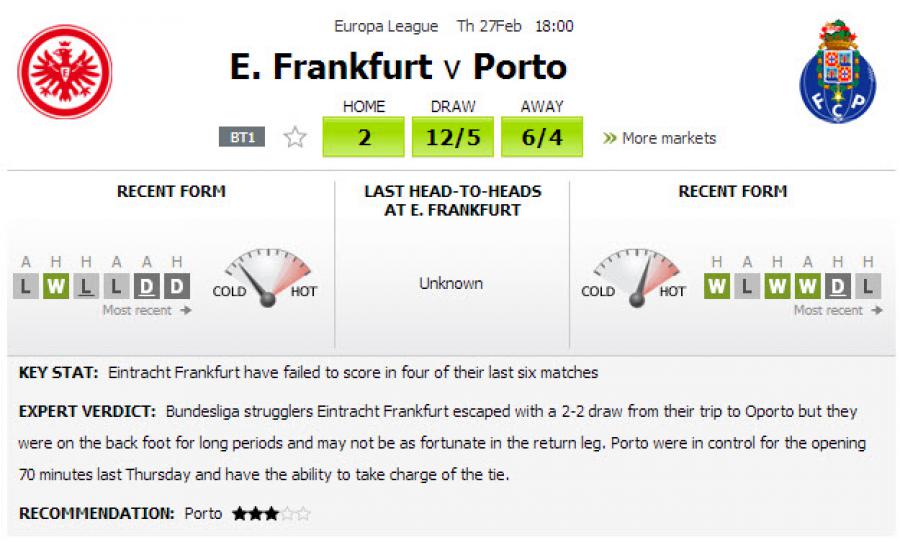 Europa League Th 27Feb 18:00
E. Frankfurt v Porto
HOME DRAW AWAY
BT1 2 12/5 6/4 » More markets
RECENT FORM
A H H A A H
L W L L D D
Most recent →
COLD HOT
LAST HEAD-TO-HEADS
AT E. FRANKFURT
Unknown
RECENT FORM
COLD HOT
H A H A H H
W L W W D L
Most recent →
KEY STAT: Eintracht Frankfurt have failed to score in four of their last six matches
EXPERT VERDICT: Bundesliga strugglers Eintracht Frankfurt escaped with a 2-2 draw from their trip to Oporto but they
were on the back foot for long periods and may not be as fortunate in the return leg. Porto were in control for the opening
70 minutes last Thursday and have the ability to take charge of the tie.
RECOMMENDATION: Porto ★★★☆☆
F C P